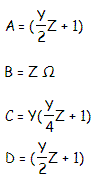 A = (Y/2 Z + 1)
B = Z Ω
C = Y(Y/4 Z + 1)
D = (Y/2 Z + 1)